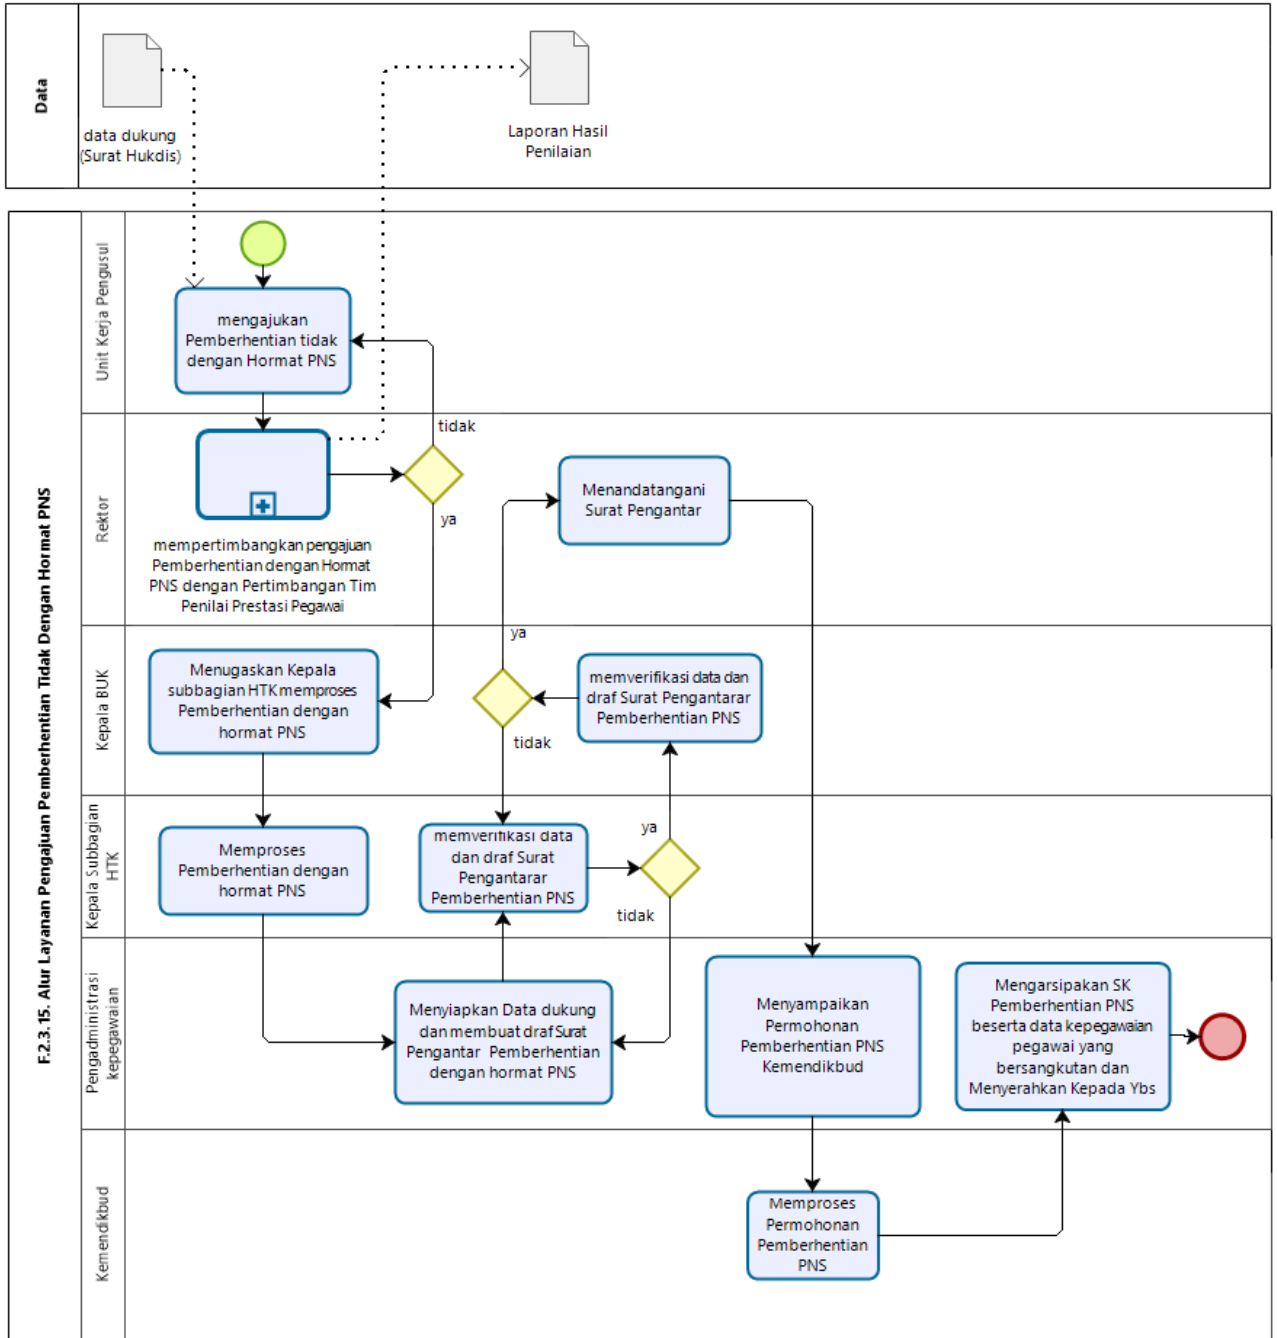 Data
data dukung
(Surat Hukdis)
Laporan Hasil
Penilaian
F.2.3.15. Alur Layanan Pengajuan Pemberhentian Tidak Dengan Hormat PNS
Unit Kerja Pengusul
mengajukan
Pemberhentian tidak
dengan Hormat PNS
Rektor
tidak
ya
mempertimbangkan pengajuan
Pemberhentian dengan Hormat
PNS dengan Pertimbangan Tim
Penilai Prestasi Pegawai
Menandatangani
Surat Pengantar
Kepala BUK
Menugaskan Kepala
subbagian HTK memproses
Pemberhentian dengan
hormat PNS
ya
tidak
memverifikasi data dan
draf Surat Pengantarar
Pemberhentian PNS
Kepala Subbagian
HTK
Memproses
Pemberhentian dengan
hormat PNS
memverifikasi data
dan draf Surat
Pengantarar
Pemberhentian PNS
ya
tidak
Pengadministrasi
kepegawaian
Menyiapkan Data dukung
dan membuat draf Surat
Pengantar Pemberhentian
dengan hormat PNS
Menyampaikan
Permohonan
Pemberhentian PNS
Kemendikbud
Mengarsipakan SK
Pemberhentian PNS
beserta data kepegawaian
pegawai yang
bersangkutan dan
Menyerahkan Kepada Ybs
Kemendikbud
Memproses
Permohonan
Pemberhentian
PNS